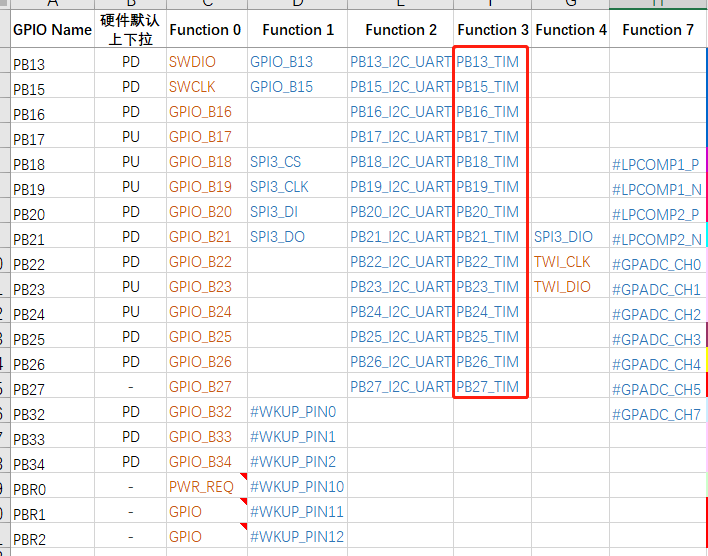 A B C D E F G H
GPIO Name 硬件默认上下拉 Function 0 Function 1 Function 2 Function 3 Function 4 Function 7
PB13 PD SWDIO GPIO_B13 PB13_I2C_UART PB13_TIM
PB15 PD SWCLK GPIO_B15 PB15_I2C_UART PB15_TIM
PB16 PD GPIO_B16 PB16_I2C_UART PB16_TIM
PB17 PU GPIO_B17 PB17_I2C_UART PB17_TIM
PB18 PU GPIO_B18 SPI3_CS PB18_I2C_UART PB18_TIM #LPCOMP1_P
PB19 PU GPIO_B19 SPI3_CLK PB19_I2C_UART PB19_TIM #LPCOMP1_N
PB20 PD GPIO_B20 SPI3_DI PB20_I2C_UART PB20_TIM #LPCOMP2_P
PB21 PD GPIO_B21 SPI3_DO PB21_I2C_UART PB21_TIM SPI3_DIO #LPCOMP2_N
PB22 PD GPIO_B22 PB22_I2C_UART PB22_TIM TWI_CLK #GPADC_CH0
PB23 PU GPIO_B23 PB23_I2C_UART PB23_TIM TWI_DIO #GPADC_CH1
PB24 PU GPIO_B24 PB24_I2C_UART PB24_TIM #GPADC_CH2
PB25 PD GPIO_B25 PB25_I2C_UART PB25_TIM #GPADC_CH3
PB26 PD GPIO_B26 PB26_I2C_UART PB26_TIM #GPADC_CH4
PB27 - GPIO_B27 PB27_I2C_UART PB27_TIM #GPADC_CH5
PB32 PD GPIO_B32 #WKUP_PIN0 #GPADC_CH7
PB33 PD GPIO_B33 #WKUP_PIN1
PB34 PD GPIO_B34 #WKUP_PIN2
PBR0 - PWR_REQ #WKUP_PIN10
PBR1 - GPIO #WKUP_PIN11
PBR2 - GPIO #WKUP_PIN12